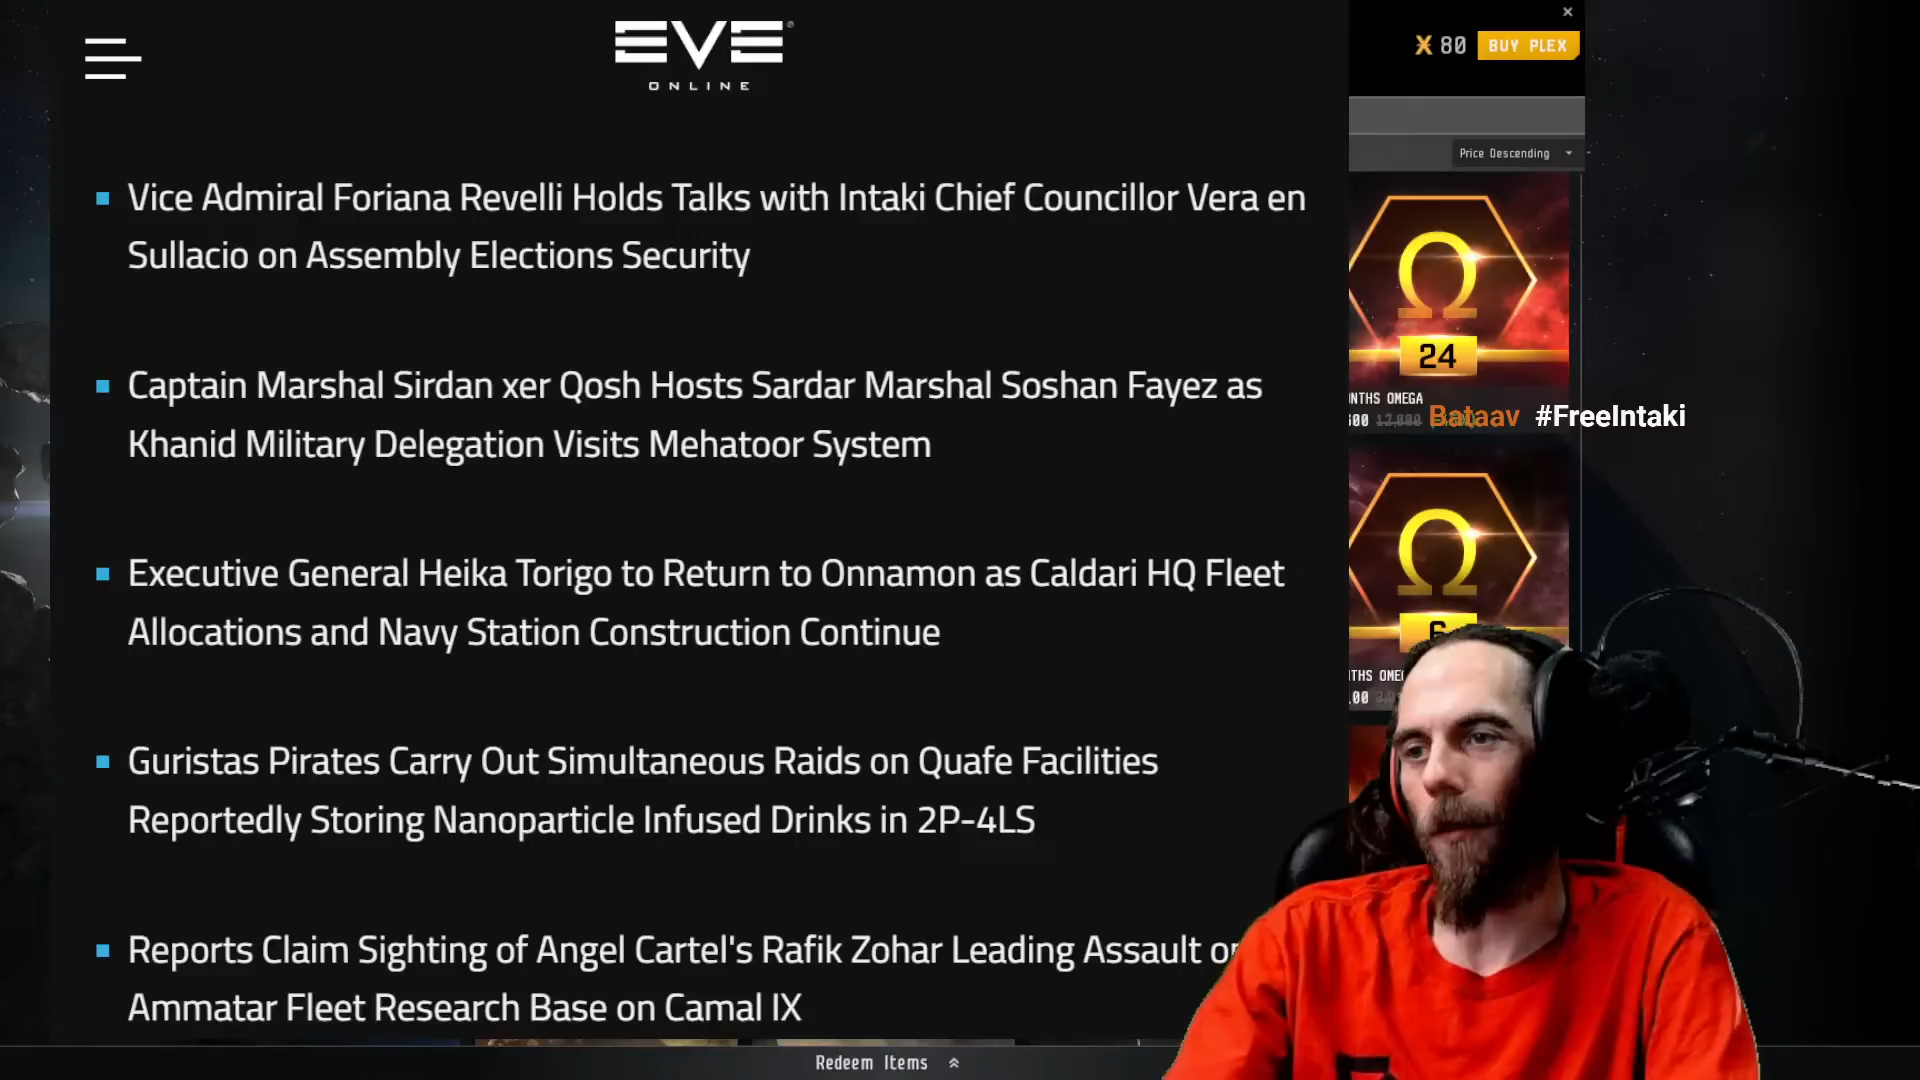 EVE
ONLINE
80 BUY PLEX
Price Descending
Vice Admiral Foriana Revelli Holds Talks with Intaki Chief Councillor Vera en
Sullacio on Assembly Elections Security
24
Captain Marshal Sirdan xer Qosh Hosts Sardar Marshal Soshan Fayez as
Khanid Military Delegation Visits Mehatoor System
OMEGA
Bataav #FreeIntaki
Executive General Heika Torigo to Return to Onnamon as Caldari HQ Fleet
Allocations and Navy Station Construction Continue
Guristas Pirates Carry Out Simultaneous Raids on Quafe Facilities
Reportedly Storing Nanoparticle Infused Drinks in 2P-4LS
Reports Claim Sighting of Angel Cartel's Rafik Zohar Leading Assault
Ammatar Fleet Research Base on Camal IX
Redeem Items